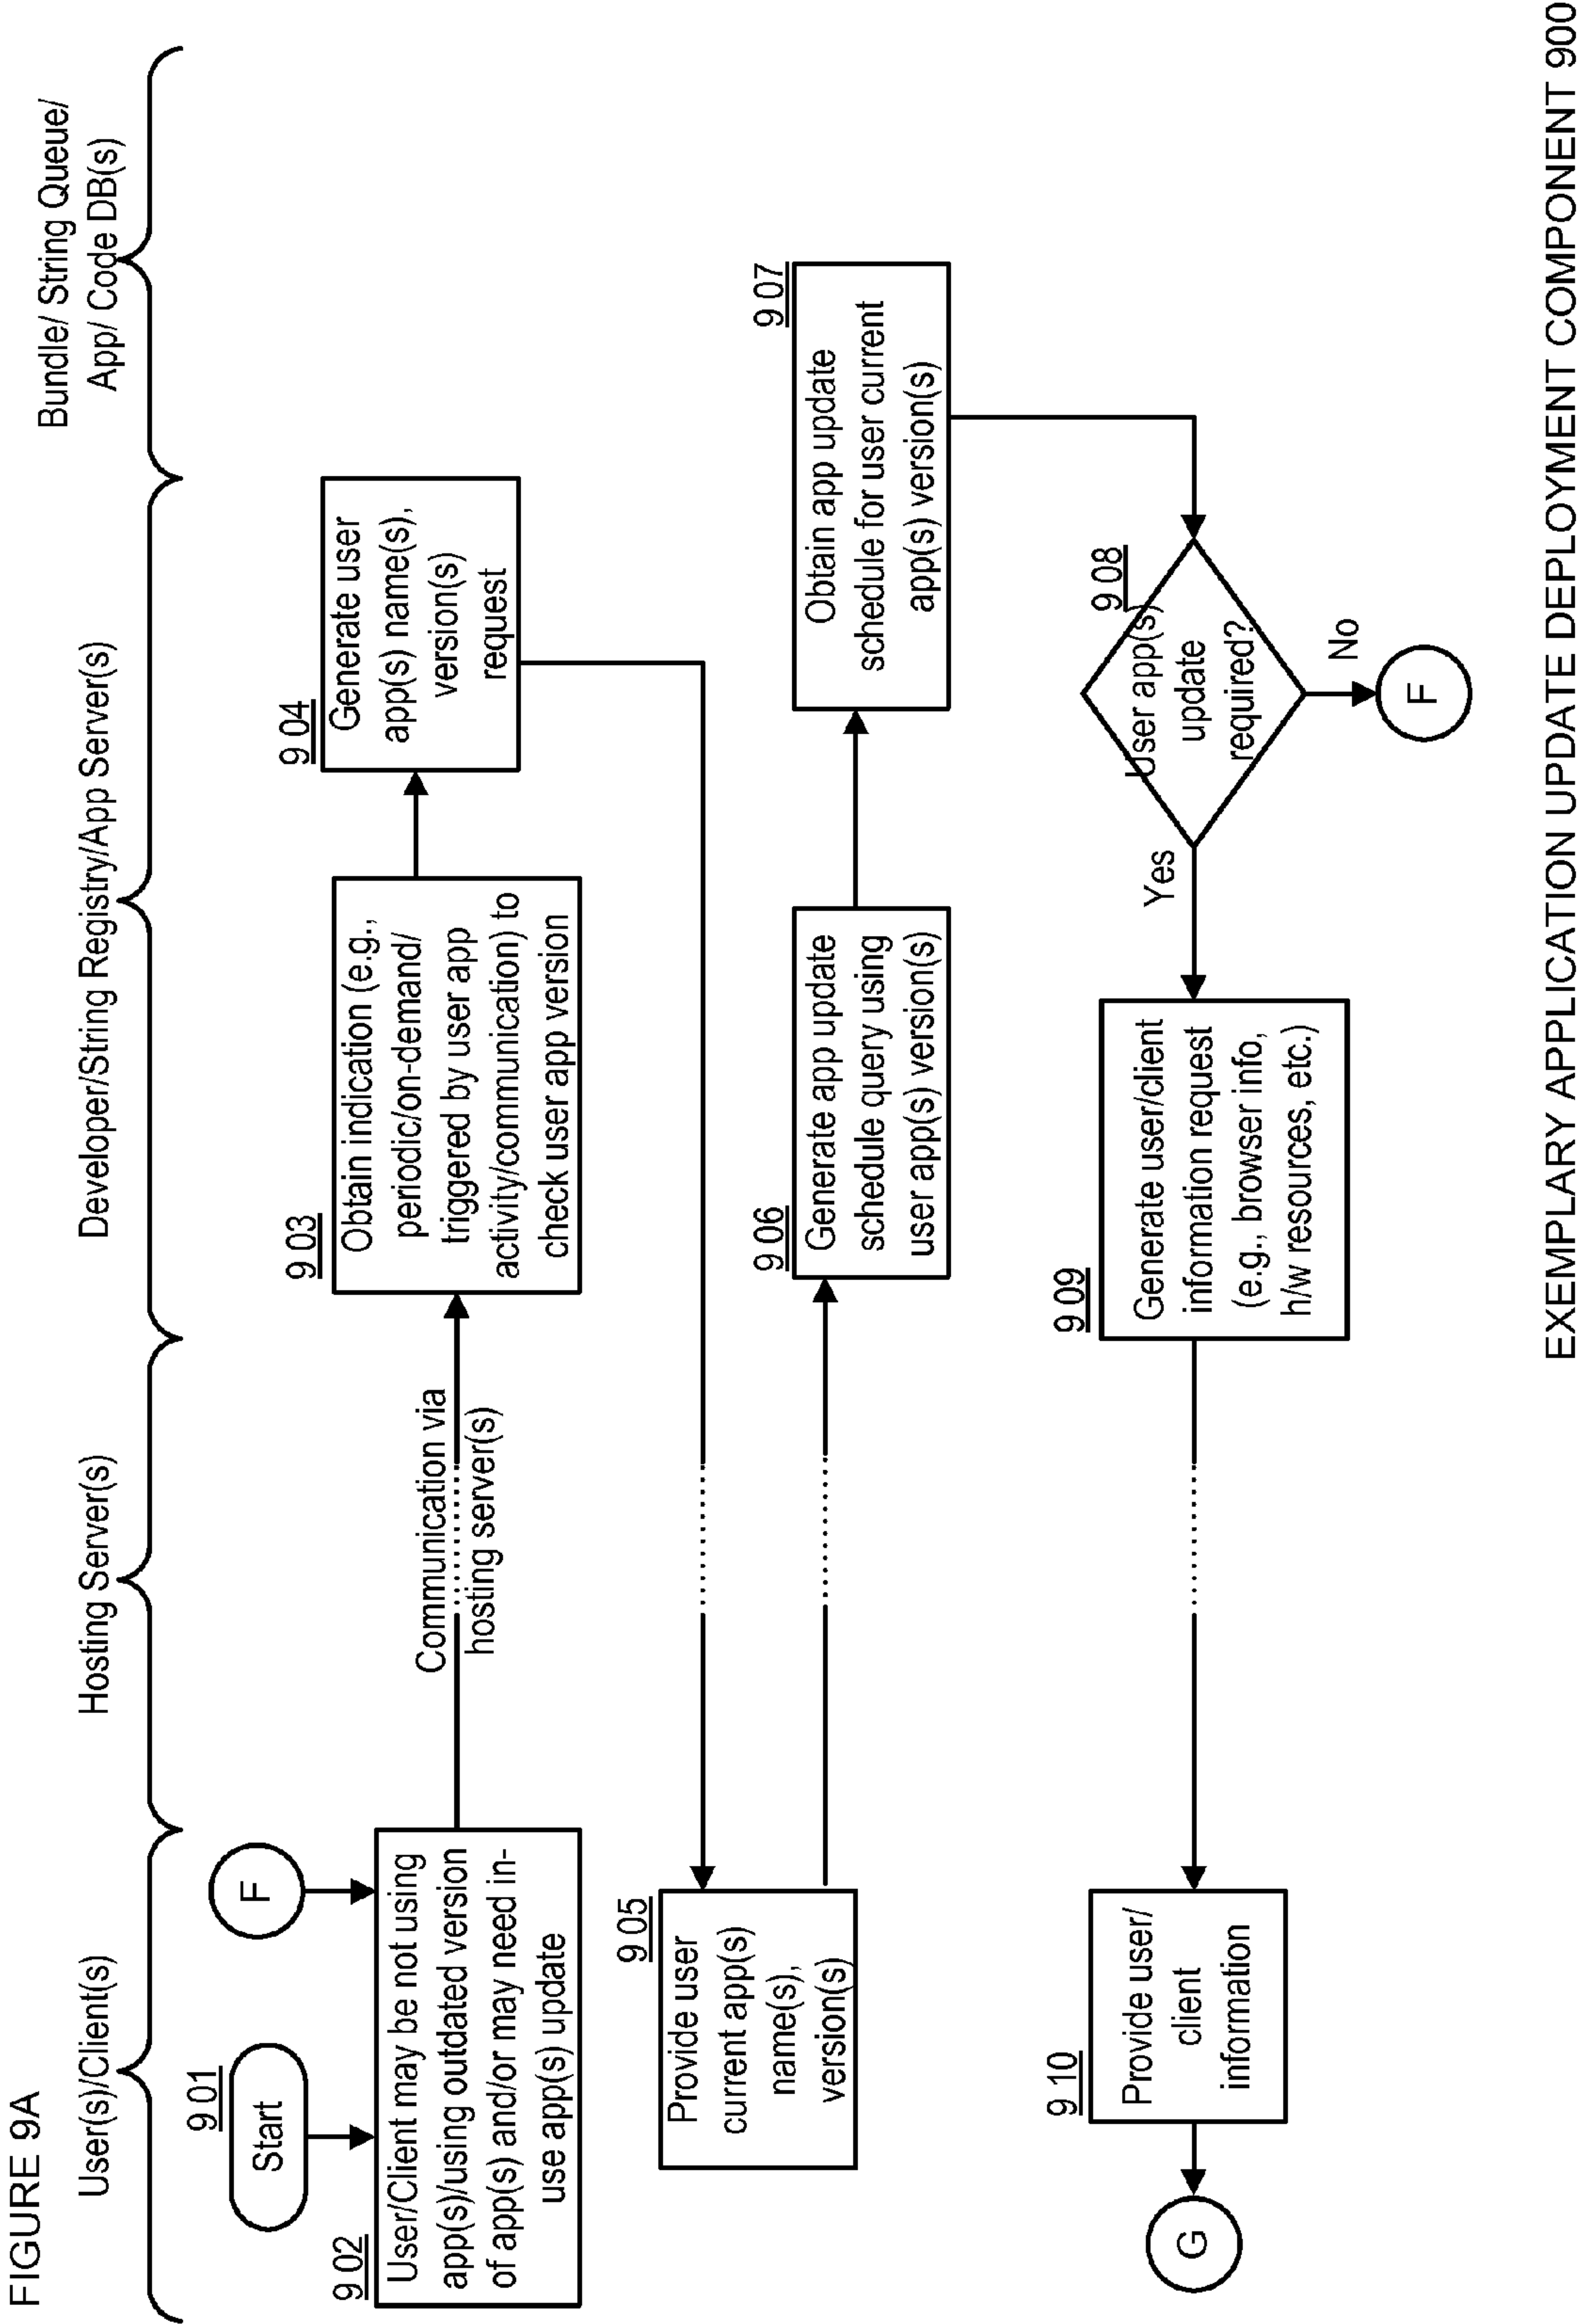 FIGURE 9A
User(s)/Client(s)
Hosting Server(s)
Developer/String Registry/App Server(s)
Bundle/ String Queue/
App/ Code DB(s)
9 01
Start
F
9 02
User/Client may be not using
app(s)/using outdated version
of app(s) and/or may need in-
use app(s) update
Communication via
hosting server(s)
9 03
Obtain indication (e.g.,
periodic/on-demand/
triggered by user app
activity/communication) to
check user app version
9 04
Generate user
app(s) name(s),
version(s)
request
9 05
Provide user
current app(s)
name(s),
version(s)
9 06
Generate app update
schedule query using
user app(s) version(s)
9 07
Obtain app update
schedule for user current
app(s) version(s)
9 08
User app(s)
update
required?
Yes
No
F
9 09
Generate user/client
information request
(e.g., browser info,
h/w resources, etc.)
9 10
Provide user/
client
information
G
EXEMPLARY APPLICATION UPDATE DEPLOYMENT COMPONENT 900